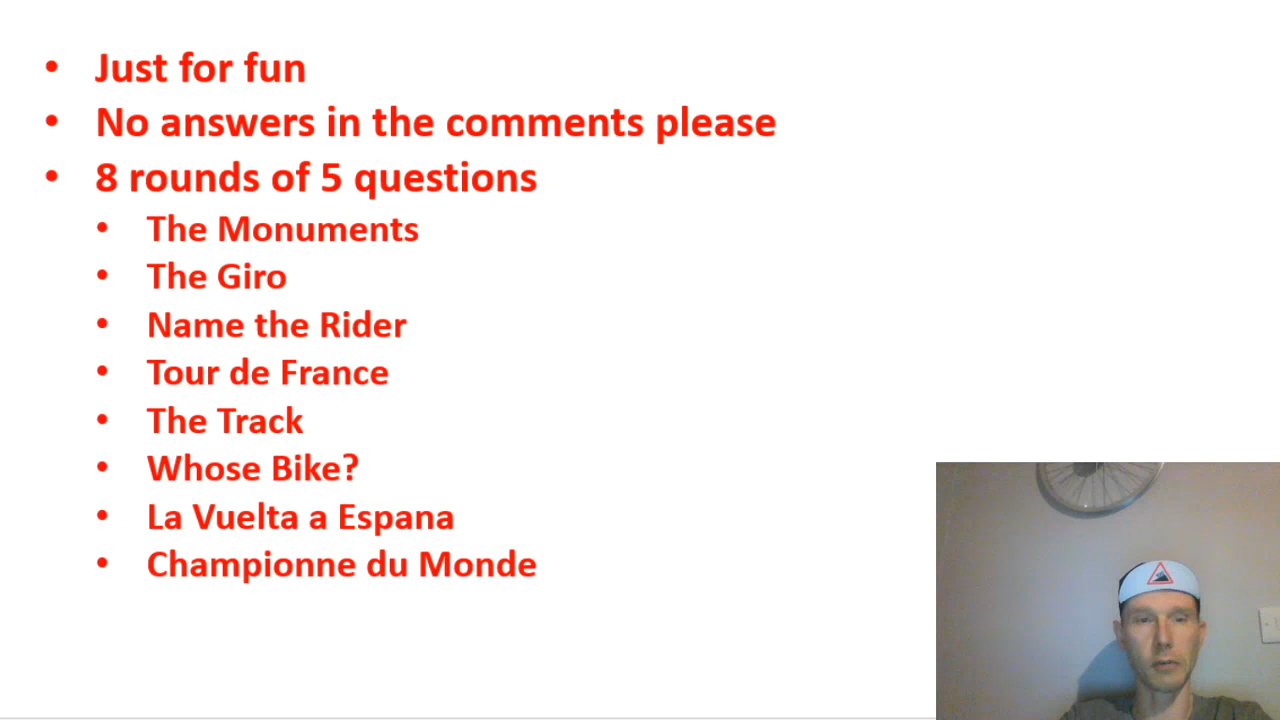 Just for fun
No answers in the comments please
8 rounds of 5 questions
The Monuments
The Giro
Name the Rider
Tour de France
The Track
Whose Bike?
La Vuelta a Espana
Championne du Monde